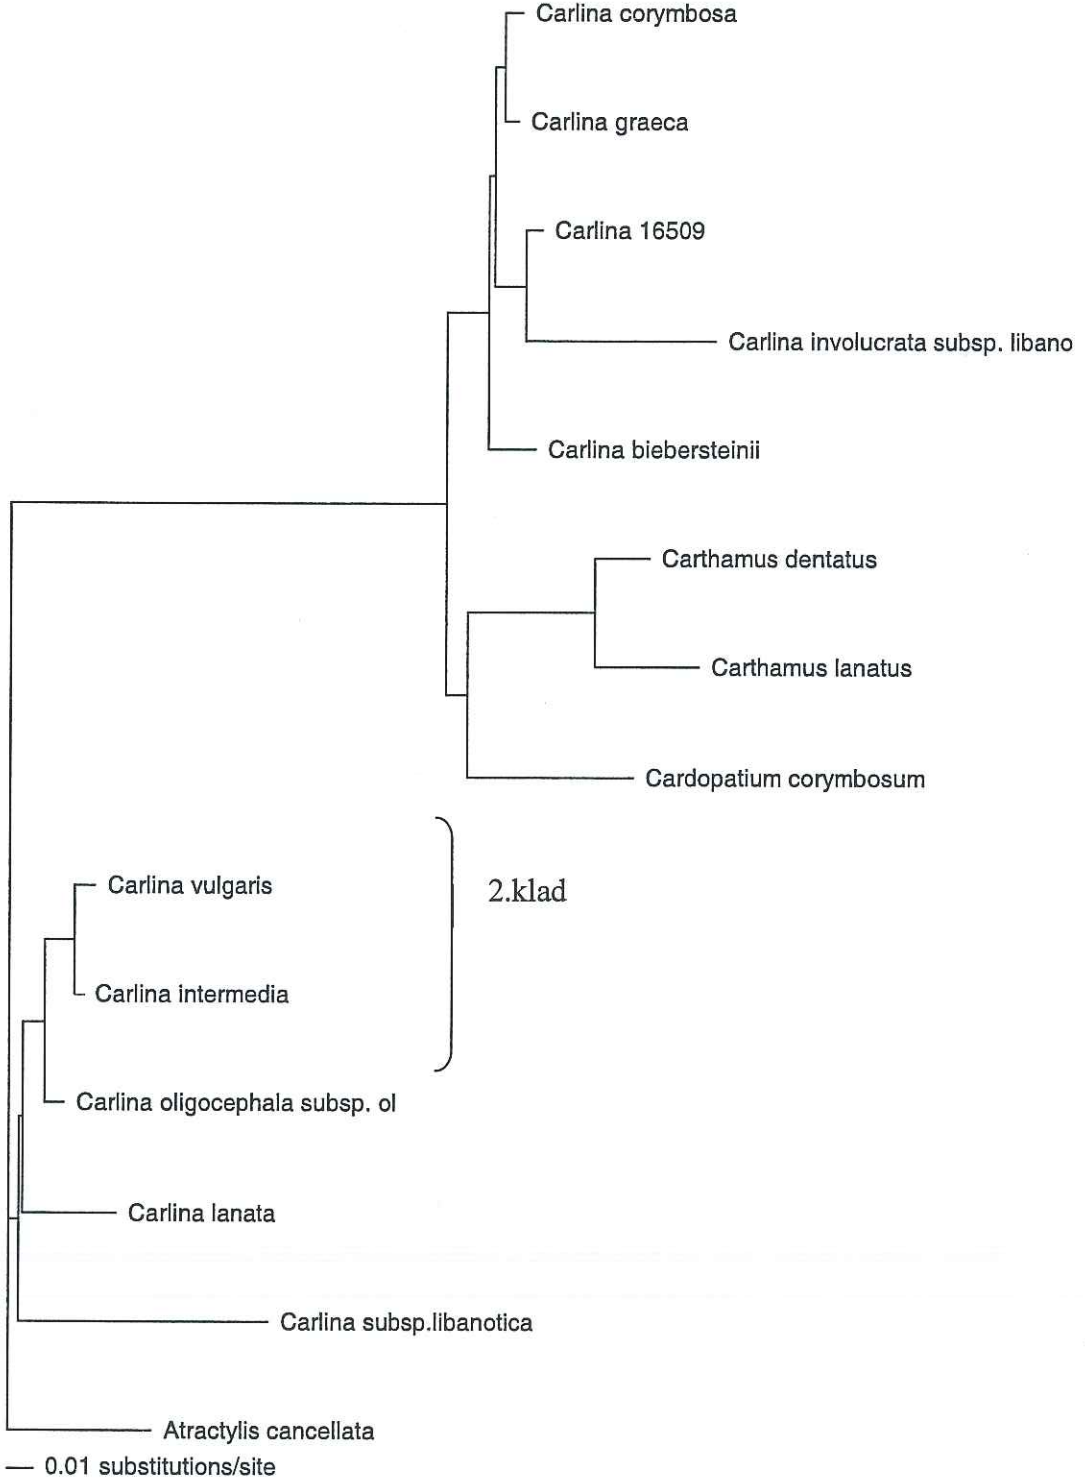 Carlina corymbosa
Carlina graeca
Carlina 16509
Carlina involucrata subsp. libano
Carlina biebersteinii
Carthamus dentatus
Carthamus lanatus
Cardopatium corymbosum
Carlina vulgaris
2.klad
Carlina intermedia
Carlina oligocephala subsp. ol
Carlina lanata
Carlina subsp.libanotica
Atractylis cancellata
0.01 substitutions/site